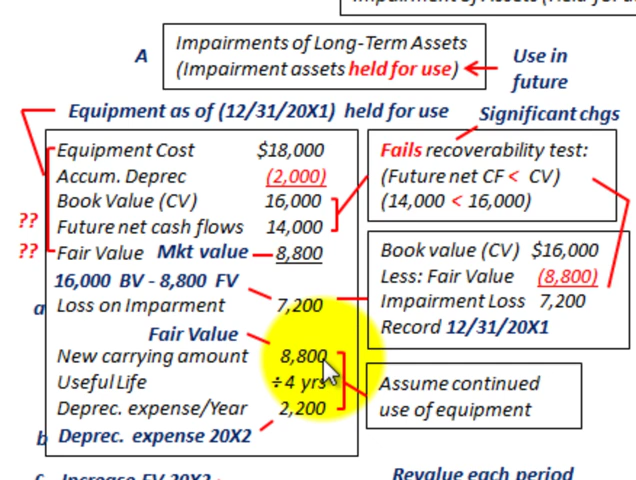 Impairment of Assets (Held for u
A
Impairments of Long-Term Assets
(Impairment assets held for use)
Use in
future
Equipment as of (12/31/20X1) held for use
Significant chgs
Equipment Cost $18,000
Accum. Deprec (2,000)
Book Value (CV) 16,000
?? Future net cash flows 14,000
?? Fair Value Mkt value 8,800
16,000 BV - 8,800 FV
a Loss on Imparment 7,200
Fair Value
New carrying amount 8,800
Useful Life ÷4 yrs
Deprec. expense/Year 2,200
b Deprec. expense 20X2
Fails recoverability test:
(Future net CF < CV)
(14,000 < 16,000)
Book value (CV) $16,000
Less: Fair Value (8,800)
Impairment Loss 7,200
Record 12/31/20X1
Assume continued
use of equipment
c Increase FV 20X2 :
Revalue each period